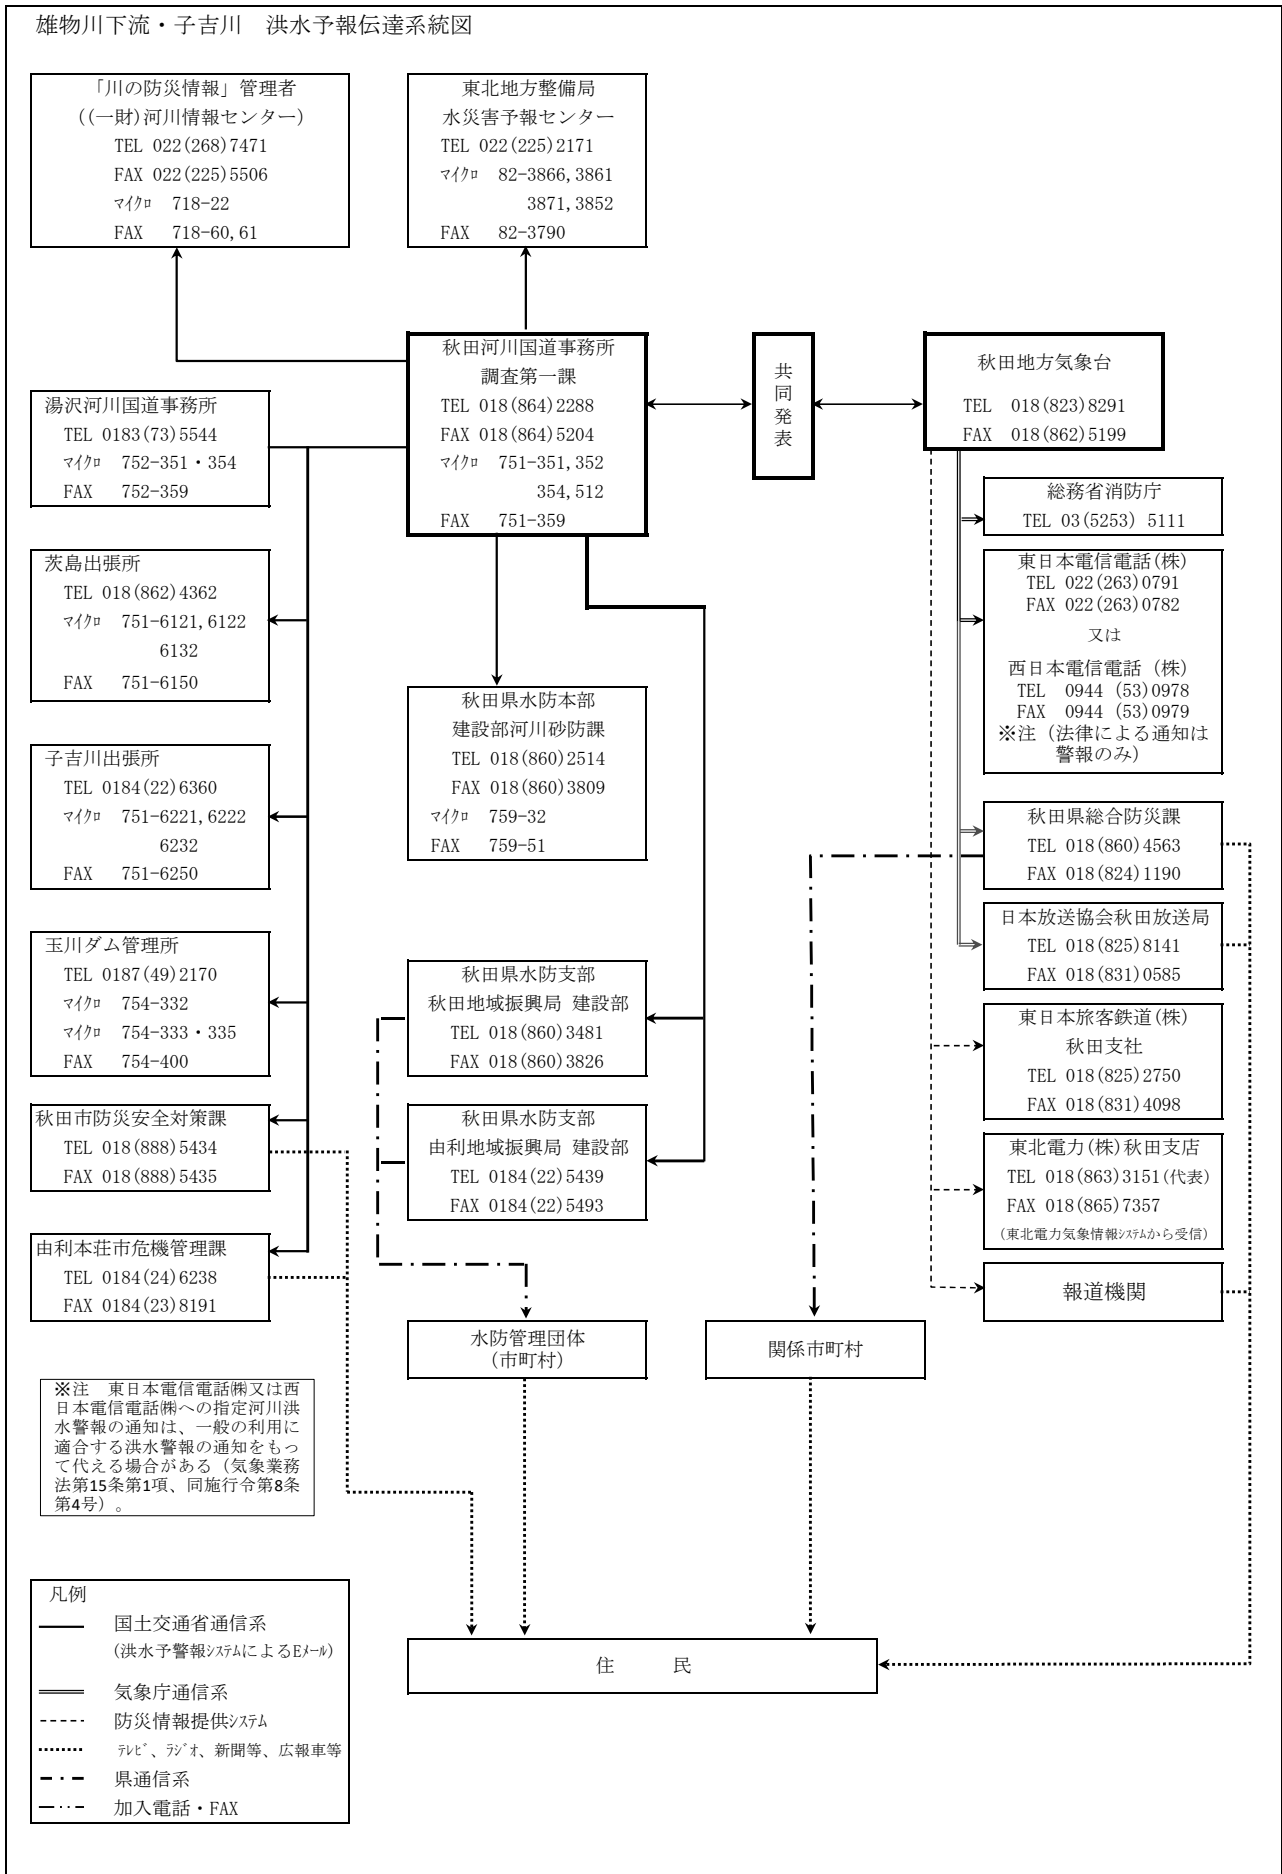 雄物川下流・子吉川　洪水予報伝達系統図
「川の防災情報」管理者
((一財)河川情報センター)
TEL 022(268)7471
FAX 022(225)5506
ﾏｲｸﾛ 718-22
FAX 718-60,61
東北地方整備局
水災害予報センター
TEL 022(225)2171
ﾏｲｸﾛ 82-3866,3861
3871,3852
FAX 82-3790
秋田河川国道事務所
調査第一課
TEL 018(864)2288
FAX 018(864)5204
ﾏｲｸﾛ 751-351,352
354,512
FAX 751-359
共同発表
秋田地方気象台
TEL 018(823)8291
FAX 018(862)5199
湯沢河川国道事務所
TEL 0183(73)5544
ﾏｲｸﾛ 752-351・354
FAX 752-359
茨島出張所
TEL 018(862)4362
ﾏｲｸﾛ 751-6121,6122
6132
FAX 751-6150
子吉川出張所
TEL 0184(22)6360
ﾏｲｸﾛ 751-6221,6222
6232
FAX 751-6250
玉川ダム管理所
TEL 0187(49)2170
ﾏｲｸﾛ 754-332
ﾏｲｸﾛ 754-333・335
FAX 754-400
秋田市防災安全対策課
TEL 018(888)5434
FAX 018(888)5435
由利本荘市危機管理課
TEL 0184(24)6238
FAX 0184(23)8191
秋田県水防本部
建設部河川砂防課
TEL 018(860)2514
FAX 018(860)3809
ﾏｲｸﾛ 759-32
FAX 759-51
秋田県水防支部
秋田地域振興局 建設部
TEL 018(860)3481
FAX 018(860)3826
秋田県水防支部
由利地域振興局 建設部
TEL 0184(22)5439
FAX 0184(22)5493
総務省消防庁
TEL 03(5253) 5111
東日本電信電話(株)
TEL 022(263)0791
FAX 022(263)0782
又は
西日本電信電話 (株)
TEL 0944 (53)0978
FAX 0944 (53)0979
※注（法律による通知は
警報のみ）
秋田県総合防災課
TEL 018(860)4563
FAX 018(824)1190
日本放送協会秋田放送局
TEL 018(825)8141
FAX 018(831)0585
東日本旅客鉄道(株)
秋田支社
TEL 018(825)2750
FAX 018(831)4098
東北電力(株)秋田支店
TEL 018(863)3151(代表)
FAX 018(865)7357
(東北電力気象情報ｼｽﾃﾑから受信)
報道機関
水防管理団体
(市町村)
関係市町村
※注　東日本電信電話㈱又は西
日本電信電話㈱への指定河川洪
水警報の通知は、一般の利用に
適合する洪水警報の通知をもっ
て代える場合がある（気象業務
法第15条第1項、同施行令第8条
第4号）。
住　　民
凡例
国土交通省通信系
(洪水予警報ｼｽﾃﾑによるEﾒｰﾙ)
気象庁通信系
防災情報提供ｼｽﾃﾑ
ﾃﾚﾋﾞ、ﾗｼﾞｵ、新聞等、広報車等
県通信系
加入電話・FAX